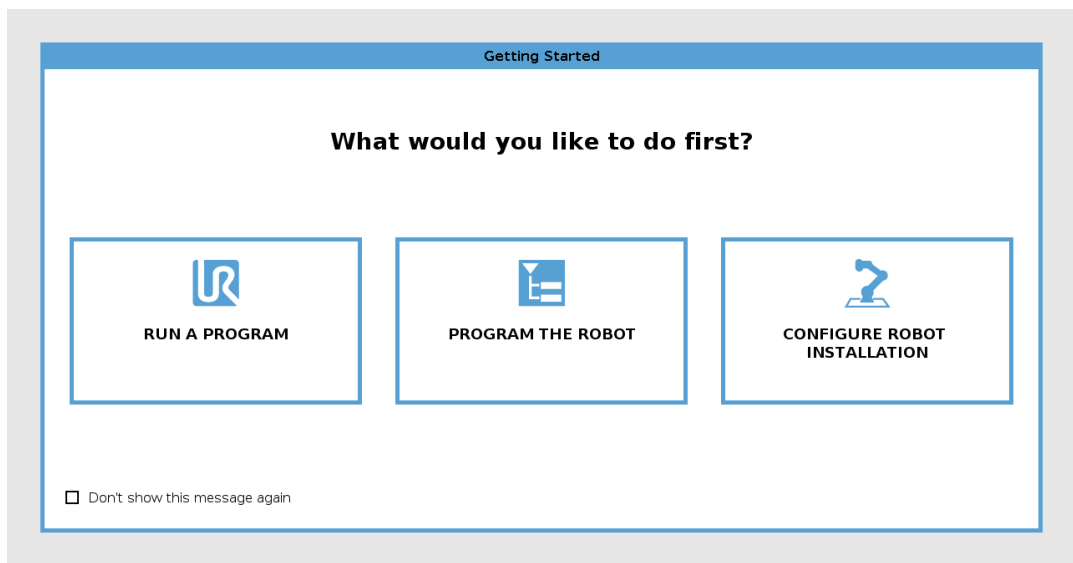 Getting Started
What would you like to do first?
UR
RUN A PROGRAM
PROGRAM THE ROBOT
CONFIGURE ROBOT
INSTALLATION
Don't show this message again